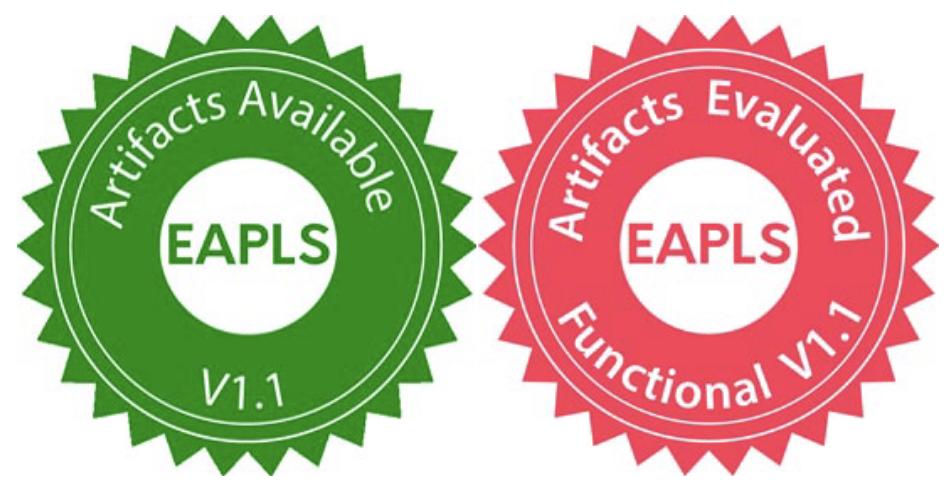 Artifacts Available
EAPLS
V1.1
Artifacts Evaluated
EAPLS
Functional V1.1